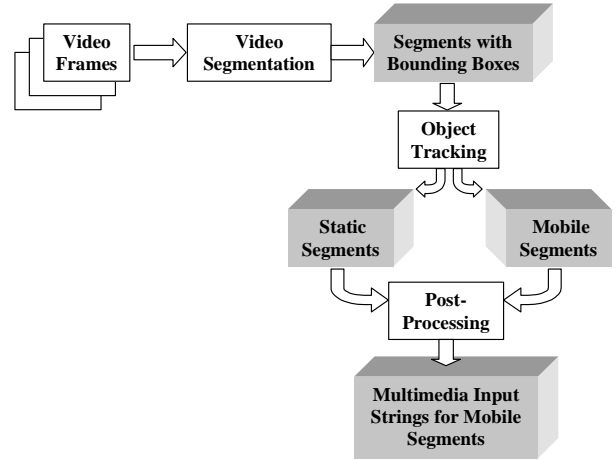 Video
Frames
Video
Segmentation
Segments with
Bounding Boxes
Object
Tracking
Static
Segments
Mobile
Segments
Post-
Processing
Multimedia Input
Strings for Mobile
Segments